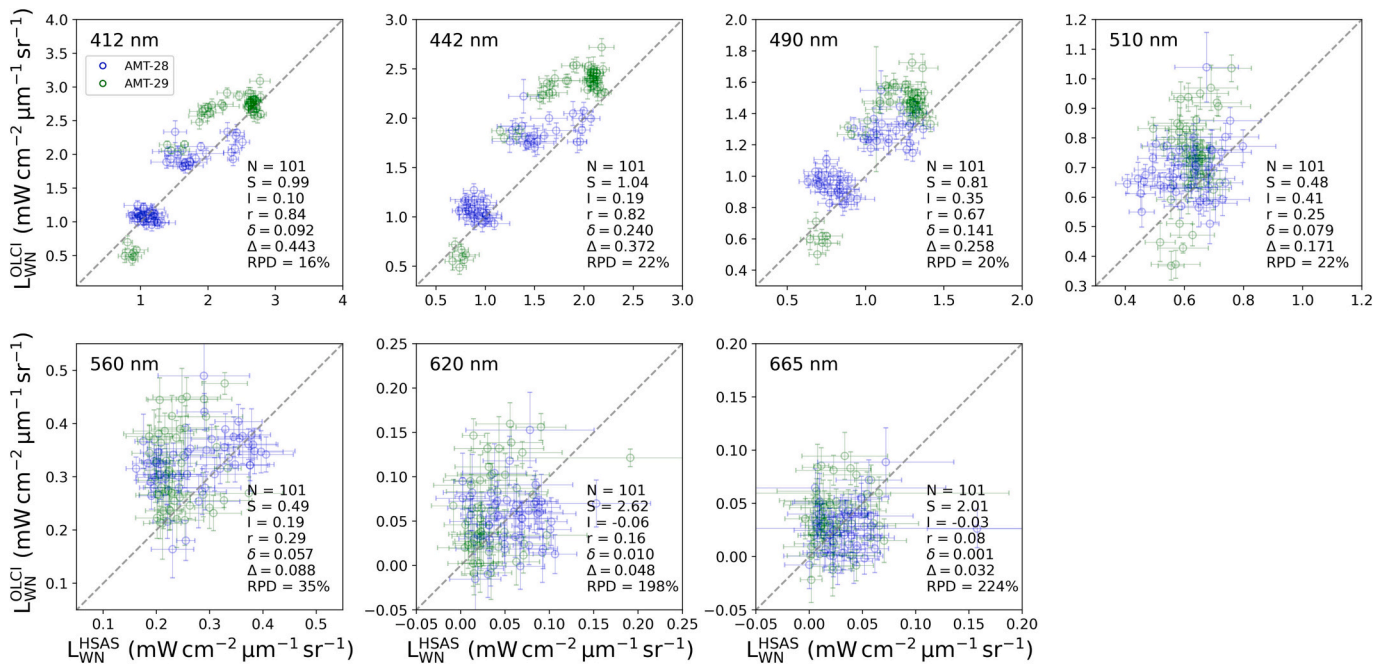 412 nm
AMT-28
AMT-29
N = 101
S = 0.99
I = 0.10
r = 0.84
δ = 0.092
Δ = 0.443
RPD = 16%
4.0
3.5
3.0
2.5
2.0
1.5
1.0
0.5
1 2 3 4
L_WN^OLCI (mW cm⁻² µm⁻¹ sr⁻¹)
442 nm
N = 101
S = 1.04
I = 0.19
r = 0.82
δ = 0.240
Δ = 0.372
RPD = 22%
3.0
2.5
2.0
1.5
1.0
0.5
0.5 1.0 1.5 2.0 2.5 3.0
490 nm
N = 101
S = 0.81
I = 0.35
r = 0.67
δ = 0.141
Δ = 0.258
RPD = 20%
2.0
1.8
1.6
1.4
1.2
1.0
0.8
0.6
0.4
0.5 1.0 1.5 2.0
510 nm
N = 101
S = 0.48
I = 0.41
r = 0.25
δ = 0.079
Δ = 0.171
RPD = 22%
1.2
1.1
1.0
0.9
0.8
0.7
0.6
0.5
0.4
0.3
0.4 0.6 0.8 1.0 1.2
560 nm
N = 101
S = 0.49
I = 0.19
r = 0.29
δ = 0.057
Δ = 0.088
RPD = 35%
0.5
0.4
0.3
0.2
0.1
0.1 0.2 0.3 0.4 0.5
L_WN^OLCI (mW cm⁻² µm⁻¹ sr⁻¹)
L_WN^HSAS (mW cm⁻² µm⁻¹ sr⁻¹)
620 nm
N = 101
S = 2.62
I = -0.06
r = 0.16
δ = 0.010
Δ = 0.048
RPD = 198%
0.25
0.20
0.15
0.10
0.05
0.00
−0.05
−0.05 0.00 0.05 0.10 0.15 0.20 0.25
L_WN^HSAS (mW cm⁻² µm⁻¹ sr⁻¹)
665 nm
N = 101
S = 2.01
I = -0.03
r = 0.08
δ = 0.001
Δ = 0.032
RPD = 224%
0.20
0.15
0.10
0.05
0.00
−0.05
−0.05 0.00 0.05 0.10 0.15 0.20
L_WN^HSAS (mW cm⁻² µm⁻¹ sr⁻¹)